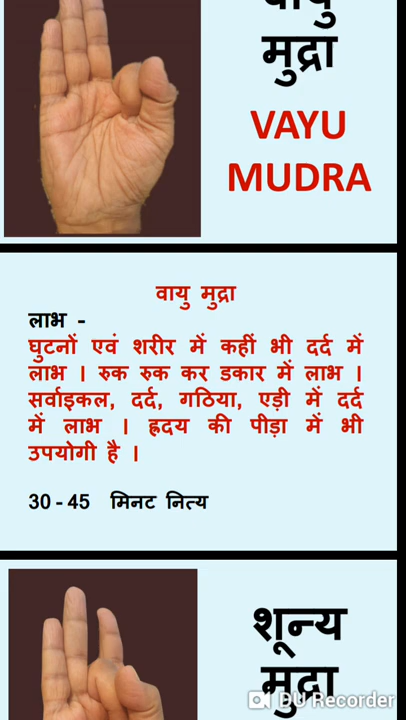 वायु
मुद्रा
VAYU
MUDRA
वायु मुद्रा
लाभ -
घुटनों एवं शरीर में कहीं भी दर्द में
लाभ । रुक रुक कर डकार में लाभ ।
सर्वाइकल, दर्द, गठिया, एड़ी में दर्द
में लाभ । ह्रदय की पीड़ा में भी
उपयोगी है ।
30 - 45 मिनट नित्य
शून्य
मुद्रा
DU Recorder